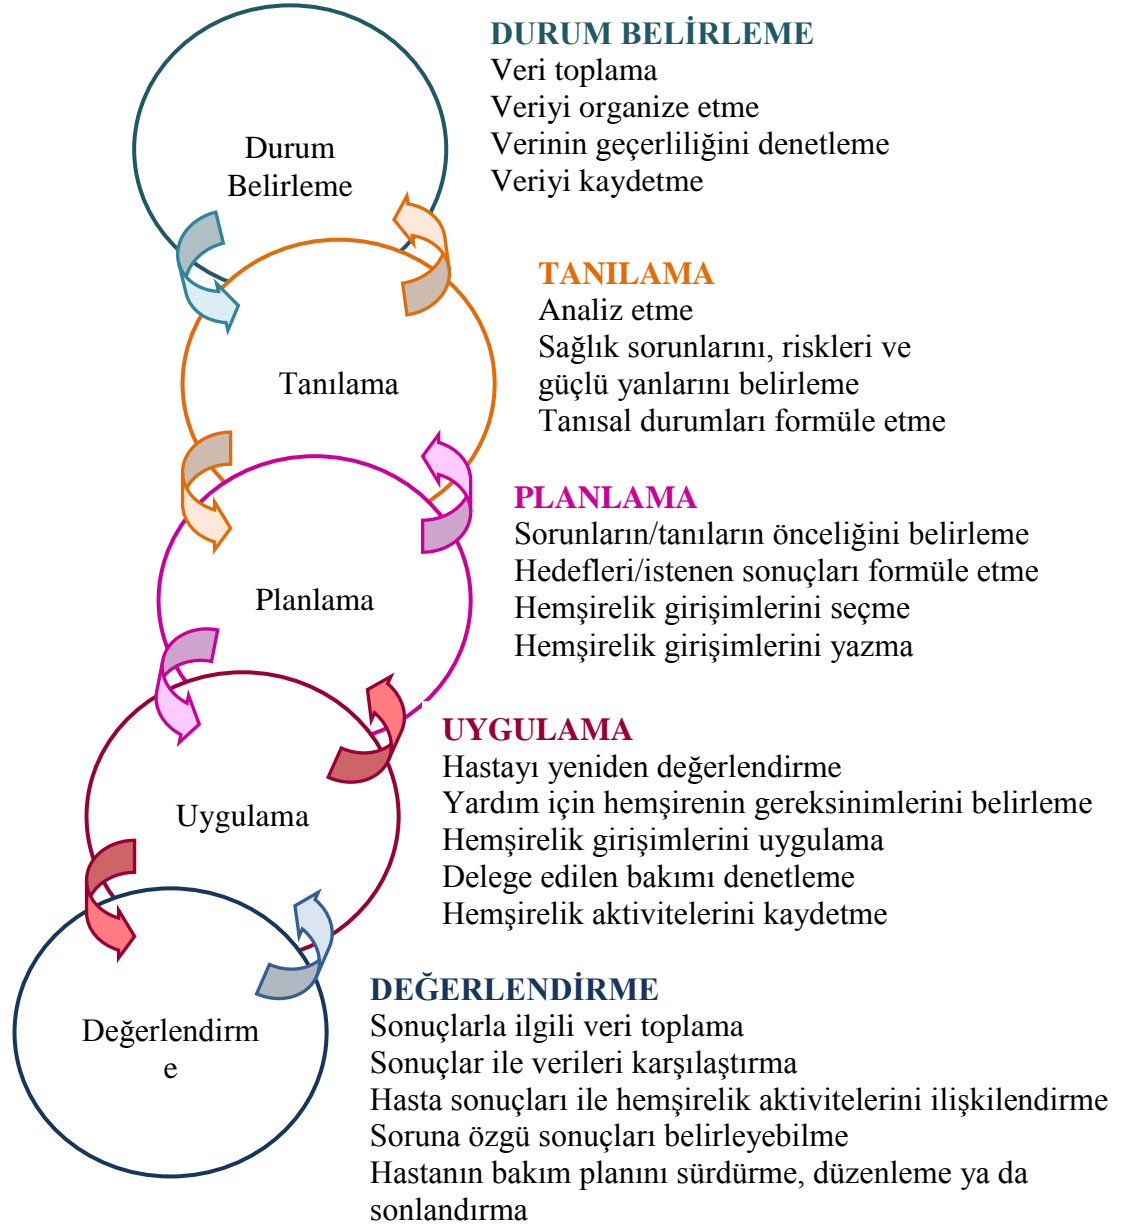 DURUM BELİRLEME
Veri toplama
Veriyi organize etme
Verinin geçerliliğini denetleme
Veriyi kaydetme
Durum
Belirleme
TANILAMA
Analiz etme
Sağlık sorunlarını, riskleri ve
güçlü yanlarını belirleme
Tanısal durumları formüle etme
Tanılama
PLANLAMA
Sorunların/tanıların önceliğini belirleme
Hedefleri/istenen sonuçları formüle etme
Hemşirelik girişimlerini seçme
Hemşirelik girişimlerini yazma
Planlama
UYGULAMA
Hastayı yeniden değerlendirme
Yardım için hemşirenin gereksinimlerini belirleme
Hemşirelik girişimlerini uygulama
Delege edilen bakımı denetleme
Hemşirelik aktivitelerini kaydetme
Uygulama
DEĞERLENDİRME
Sonuçlarla ilgili veri toplama
Sonuçlar ile verileri karşılaştırma
Hasta sonuçları ile hemşirelik aktivitelerini ilişkilendirme
Soruna özgü sonuçları belirleyebilme
Hastanın bakım planını sürdürme, düzenleme ya da
sonlandırma
Değerlendirm
e